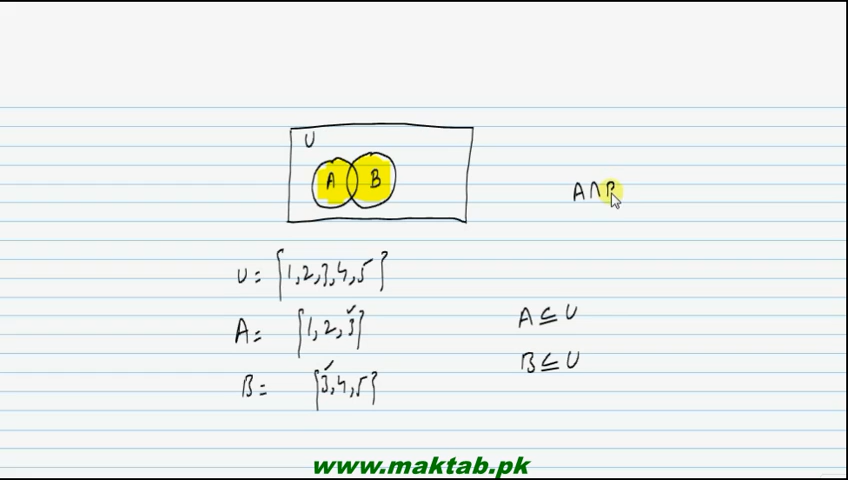 U
A B
A∩B
U = {1,2,3,4,5}
A = {1,2,3}
A ⊆ U
B ⊆ U
B = {3,4,5}
www.maktab.pk